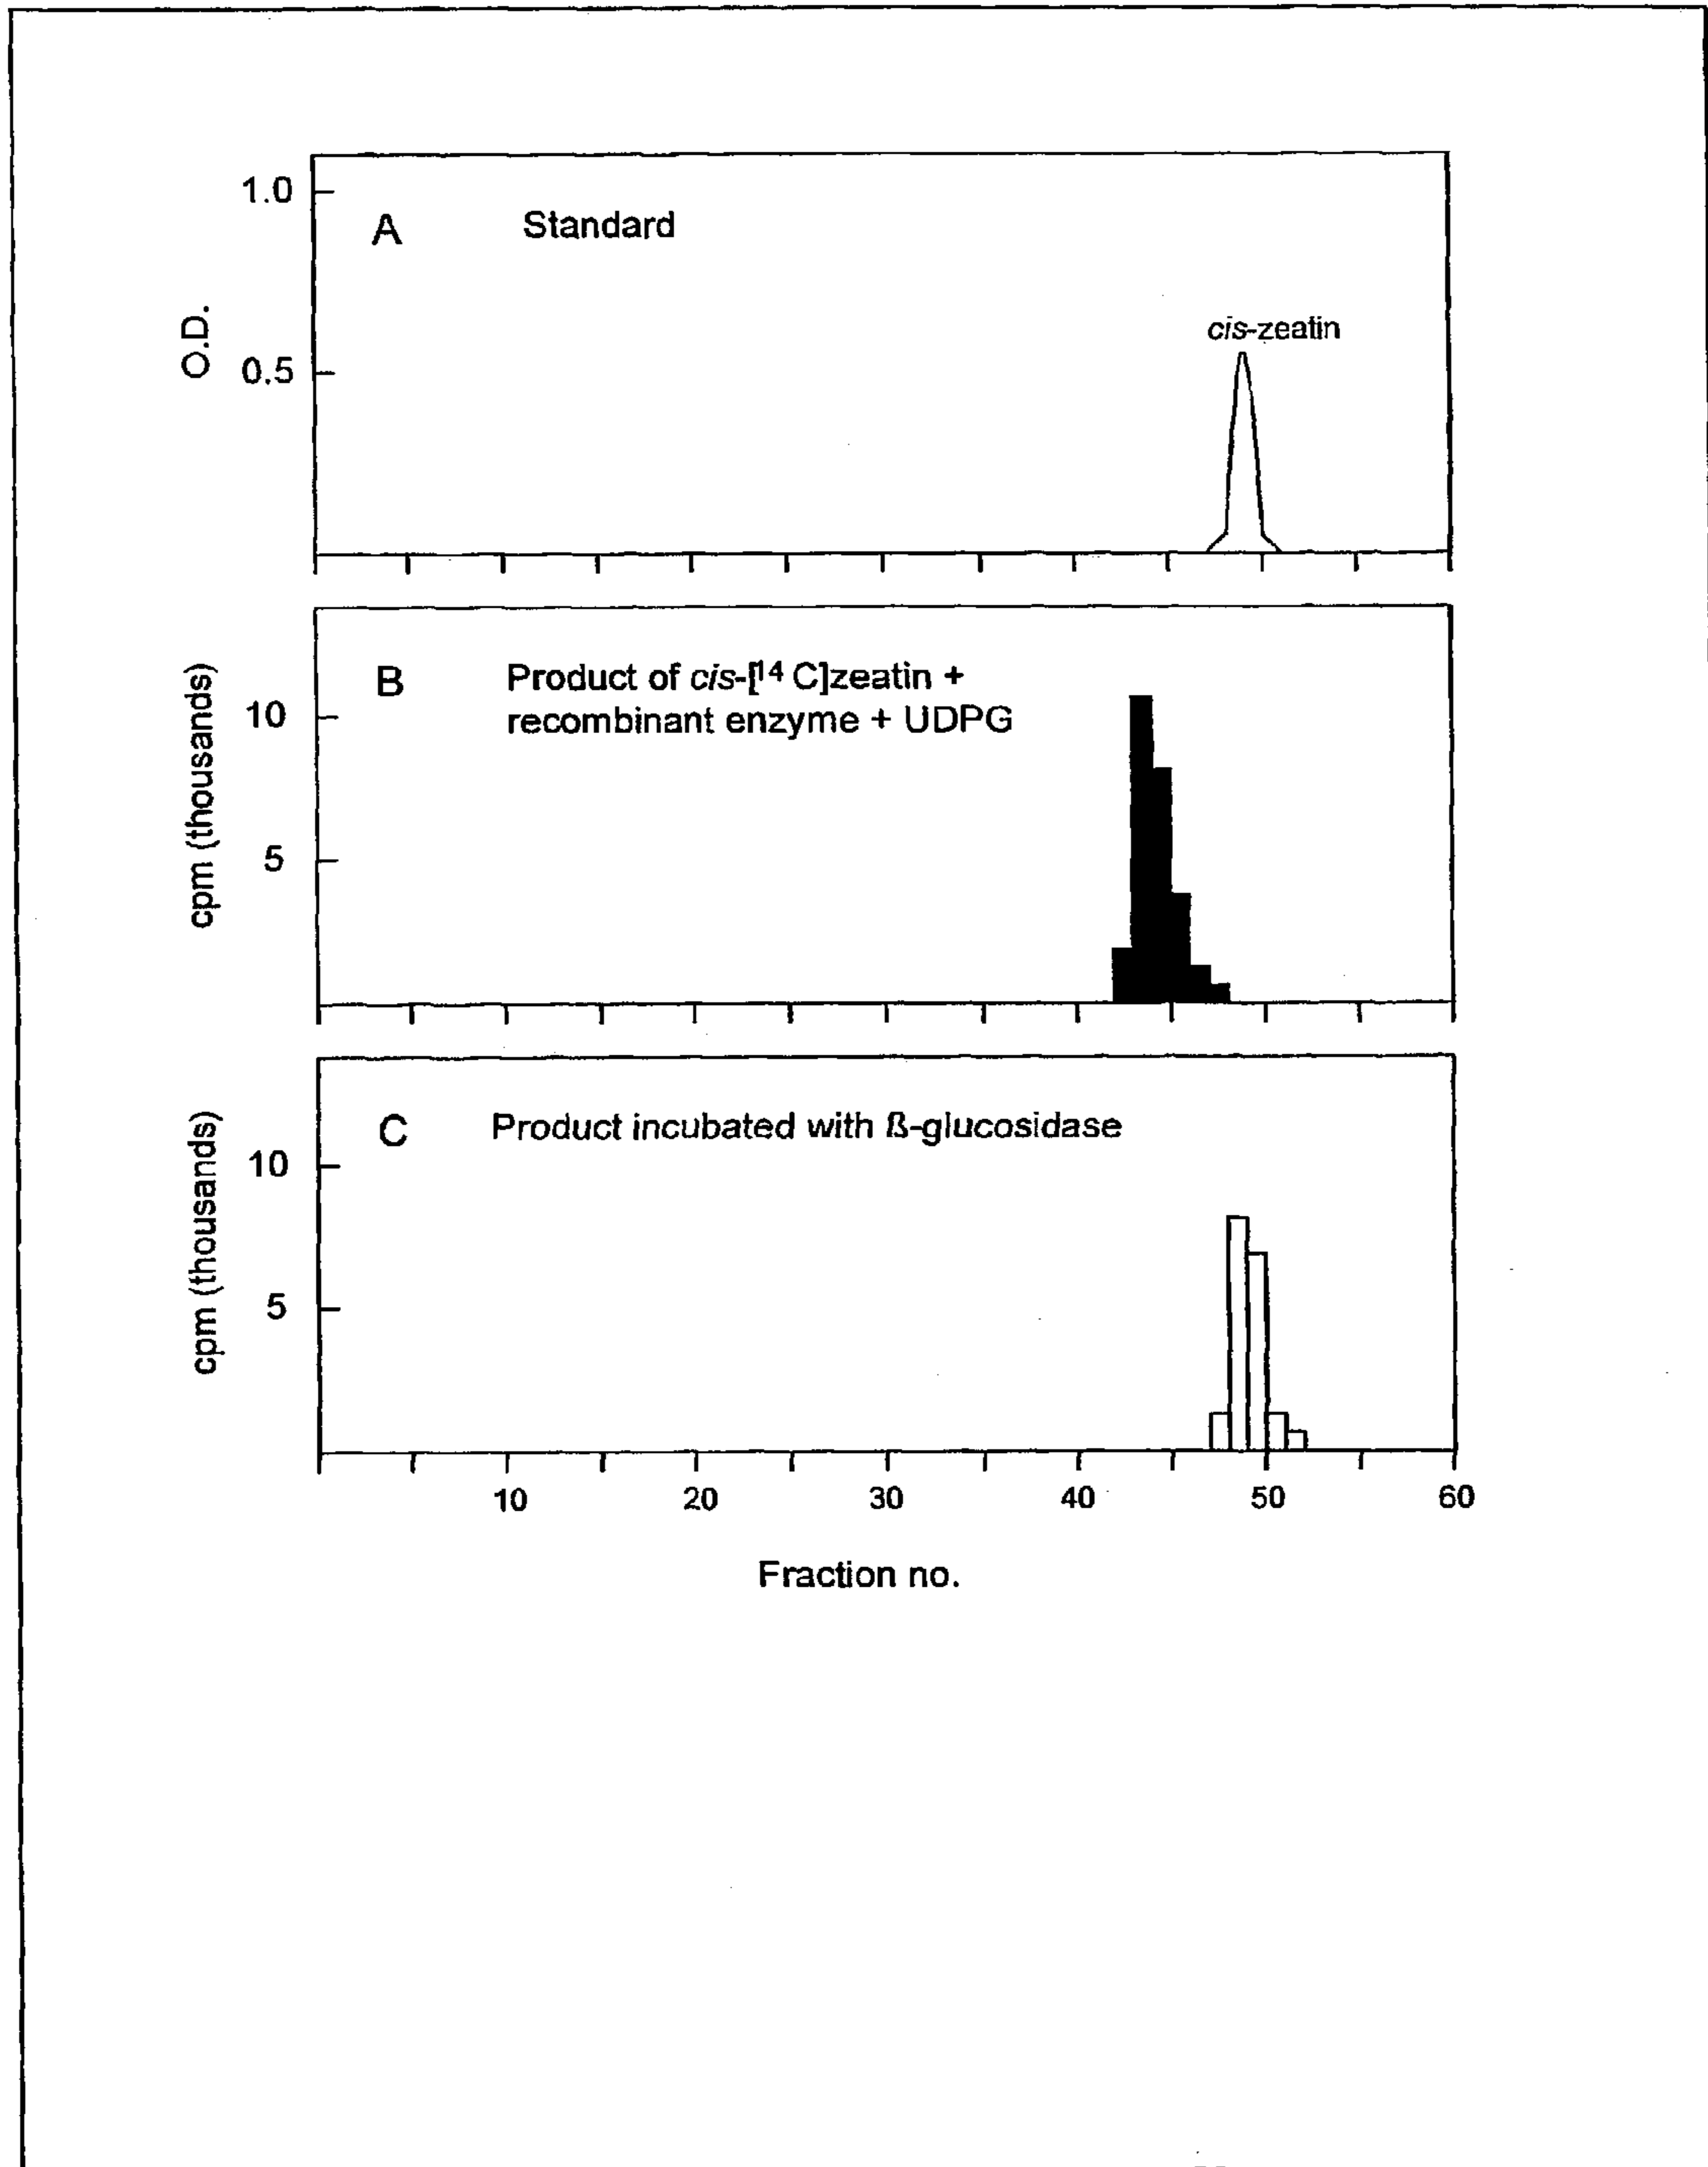 1.0
A Standard
O.D.
cis-zeatin
0.5
B Product of cis-[14 C]zeatin +
recombinant enzyme + UDPG
10
cpm (thousands)
5
C Product incubated with ß-glucosidase
10
cpm (thousands)
5
10 20 30 40 50 60
Fraction no.